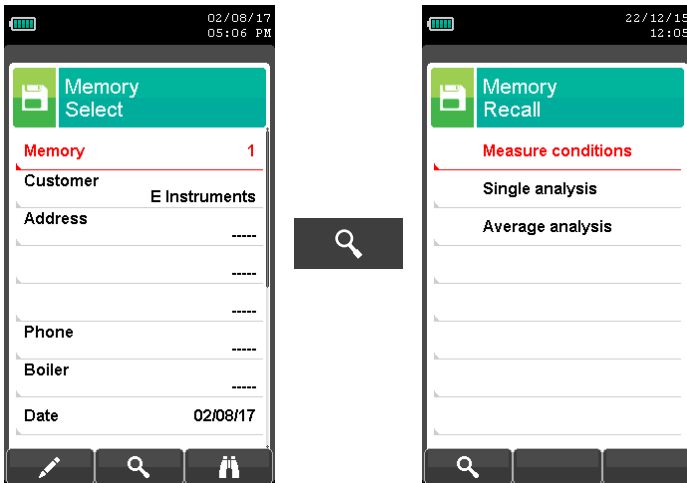 02/08/17
05:06 PM
Memory
Select
Memory 1
Customer
E Instruments
Address
-----
-----
-----
Phone
-----
Boiler
-----
Date 02/08/17
22/12/15
12:05
Memory
Recall
Measure conditions
Single analysis
Average analysis